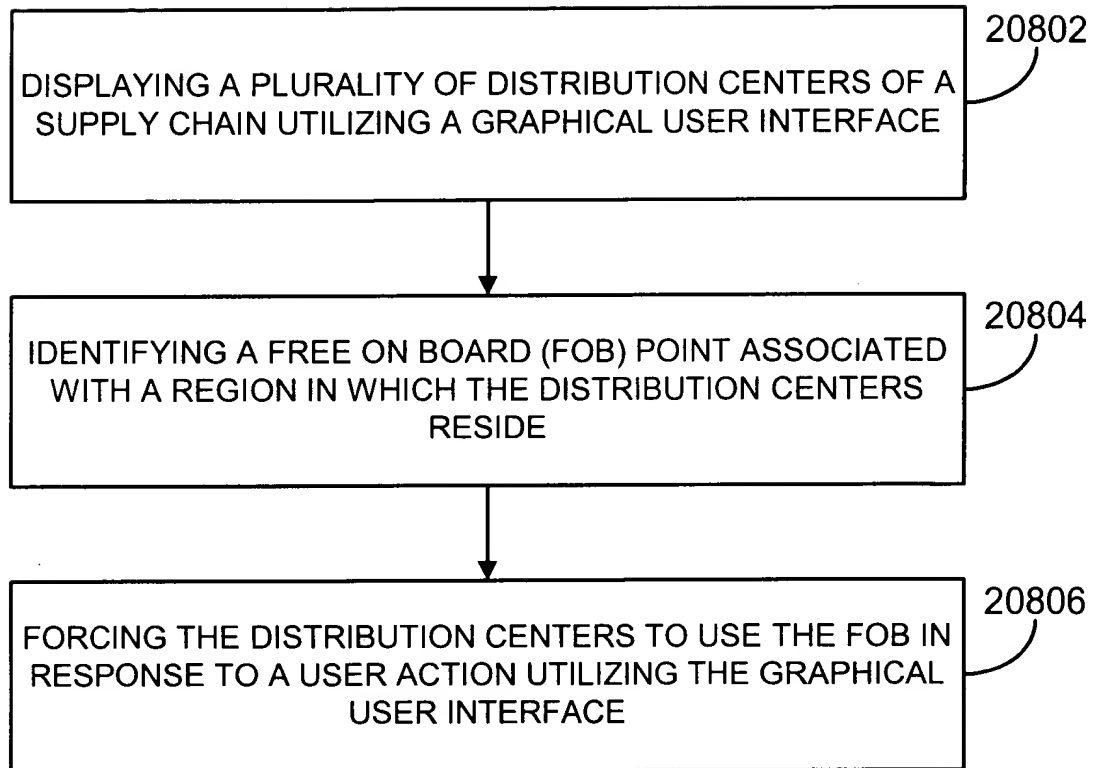 20802
DISPLAYING A PLURALITY OF DISTRIBUTION CENTERS OF A
SUPPLY CHAIN UTILIZING A GRAPHICAL USER INTERFACE
20804
IDENTIFYING A FREE ON BOARD (FOB) POINT ASSOCIATED
WITH A REGION IN WHICH THE DISTRIBUTION CENTERS
RESIDE
20806
FORCING THE DISTRIBUTION CENTERS TO USE THE FOB IN
RESPONSE TO A USER ACTION UTILIZING THE GRAPHICAL
USER INTERFACE